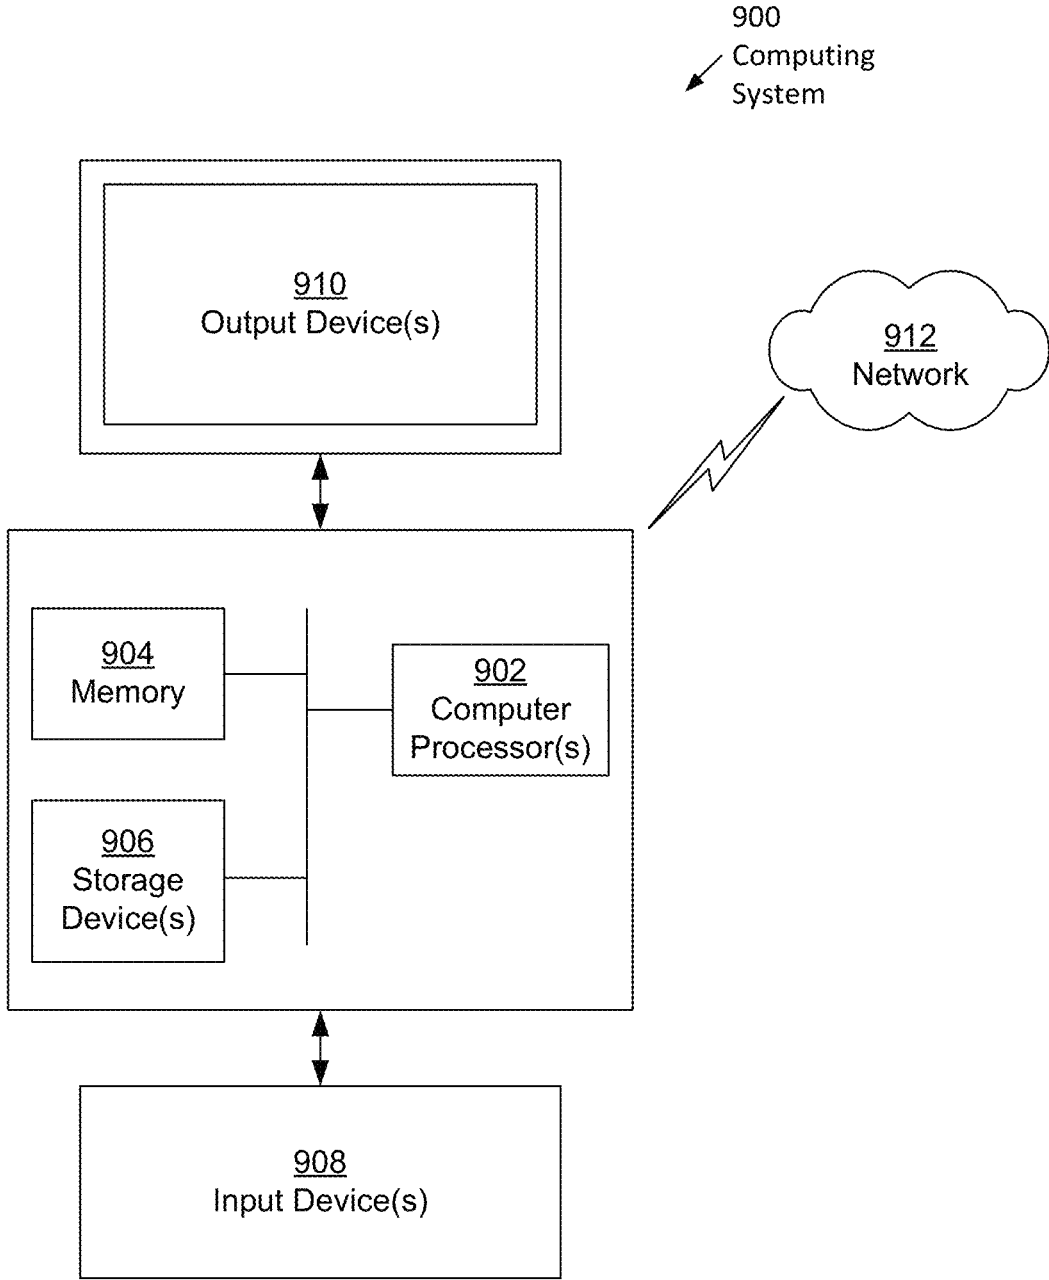 900
Computing
System
910
Output Device(s)
912
Network
904
Memory
902
Computer
Processor(s)
906
Storage
Device(s)
908
Input Device(s)